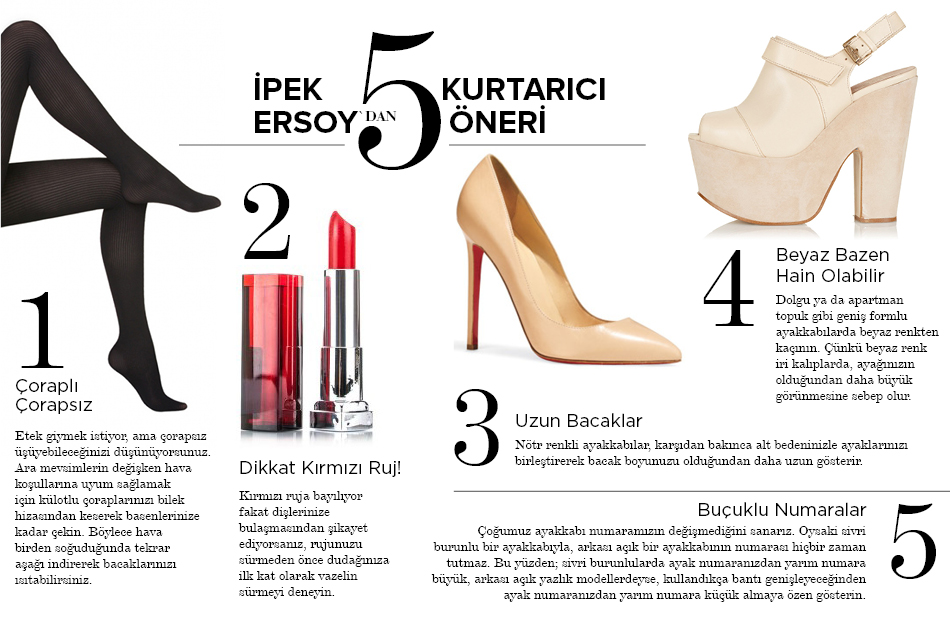 İPEK
ERSOY`DAN
5
KURTARICI
ÖNERİ
1
Çoraplı
Çorapsız
Etek giymek istiyor, ama çorapsız
üşüyebileceğinizi düşünüyorsunuz.
Ara mevsimlerin değişken hava
koşullarına uyum sağlamak
için külotlu çoraplarınızı bilek
hizasından keserek basenlerinize
kadar çekin. Böylece hava
birden soğuduğunda tekrar
aşağı indirerek bacaklarınızı
ısıtabilirsiniz.
2
Dikkat Kırmızı Ruj!
Kırmızı ruja bayılıyor
fakat dişlerinize
bulaşmasından şikayet
ediyorsanız, rujunuzu
sürmeden önce dudağınıza
ilk kat olarak vazelin
sürmeyi deneyin.
3
Uzun Bacaklar
Nötr renkli ayakkabılar, karşıdan bakınca alt bedeninizle ayaklarınızı
birleştirerek bacak boyunuzu olduğundan daha uzun gösterir.
4
Beyaz Bazen
Hain Olabilir
Dolgu ya da apartman
topuk gibi geniş formlu
ayakkabılarda beyaz renkten
kaçının. Çünkü beyaz renk
iri kalıplarda, ayağınızın
olduğundan daha büyük
görünmesine sebep olur.
5
Buçuklu Numaralar
Çoğumuz ayakkabı numaramızın değişmediğini sanarız. Oysaki sivri
burunlu bir ayakkabıyla, arkası açık bir ayakkabının numarası hiçbir zaman
tutmaz. Bu yüzden; sivri burunlularda ayak numaranızdan yarım numara
büyük, arkası açık yazlık modellerdeyse, kullandıkça bantı genişleyeceğinden
ayak numaranızdan yarım numara küçük almaya özen gösterin.